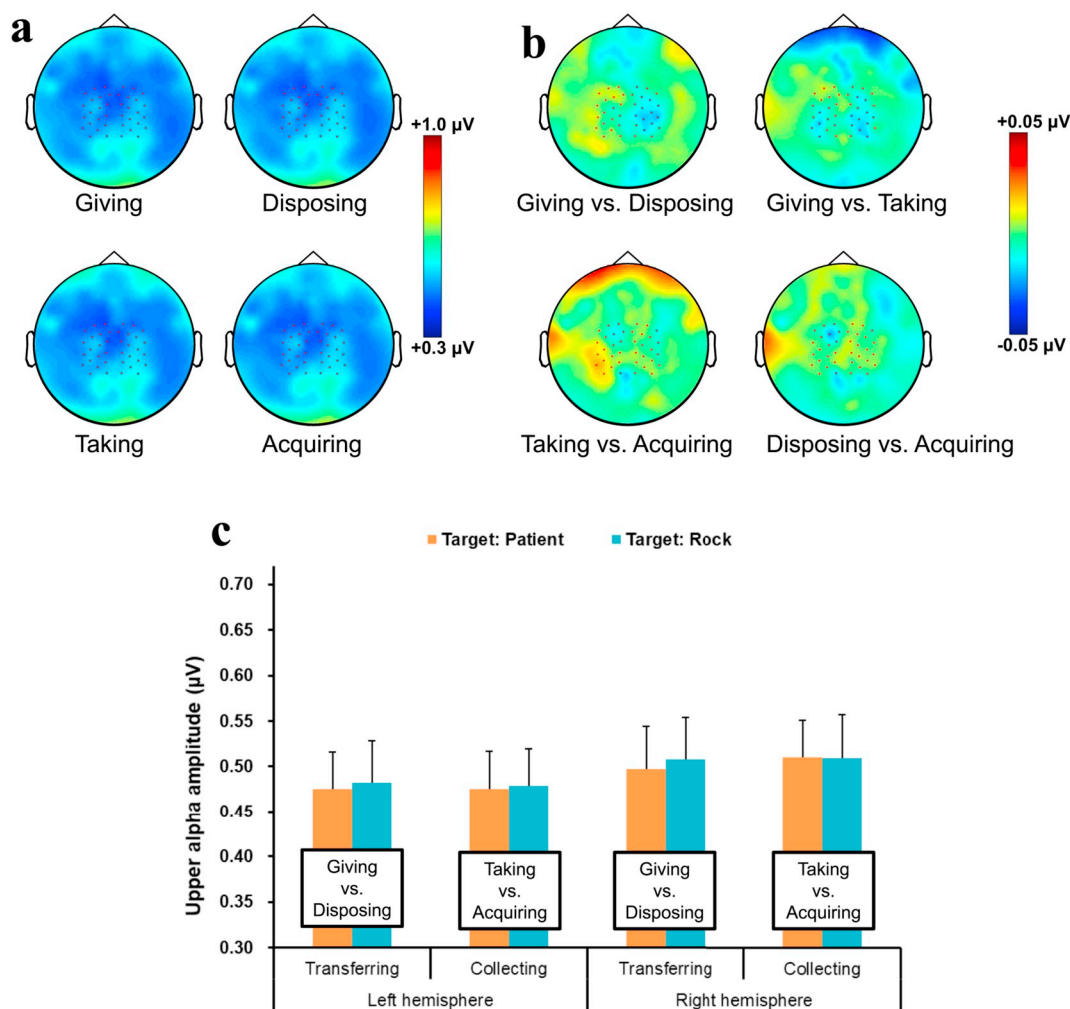 a
b
+1.0 µV
+0.3 µV
Giving
Disposing
Taking
Acquiring
+0.05 µV
-0.05 µV
Giving vs. Disposing
Giving vs. Taking
Taking vs. Acquiring
Disposing vs. Acquiring
c
Target: Patient
Target: Rock
Upper alpha amplitude (µV)
0.70
0.65
0.60
0.55
0.50
0.45
0.40
0.35
0.30
Giving
vs.
Disposing
Taking
vs.
Acquiring
Giving
vs.
Disposing
Taking
vs.
Acquiring
Transferring
Collecting
Transferring
Collecting
Left hemisphere
Right hemisphere